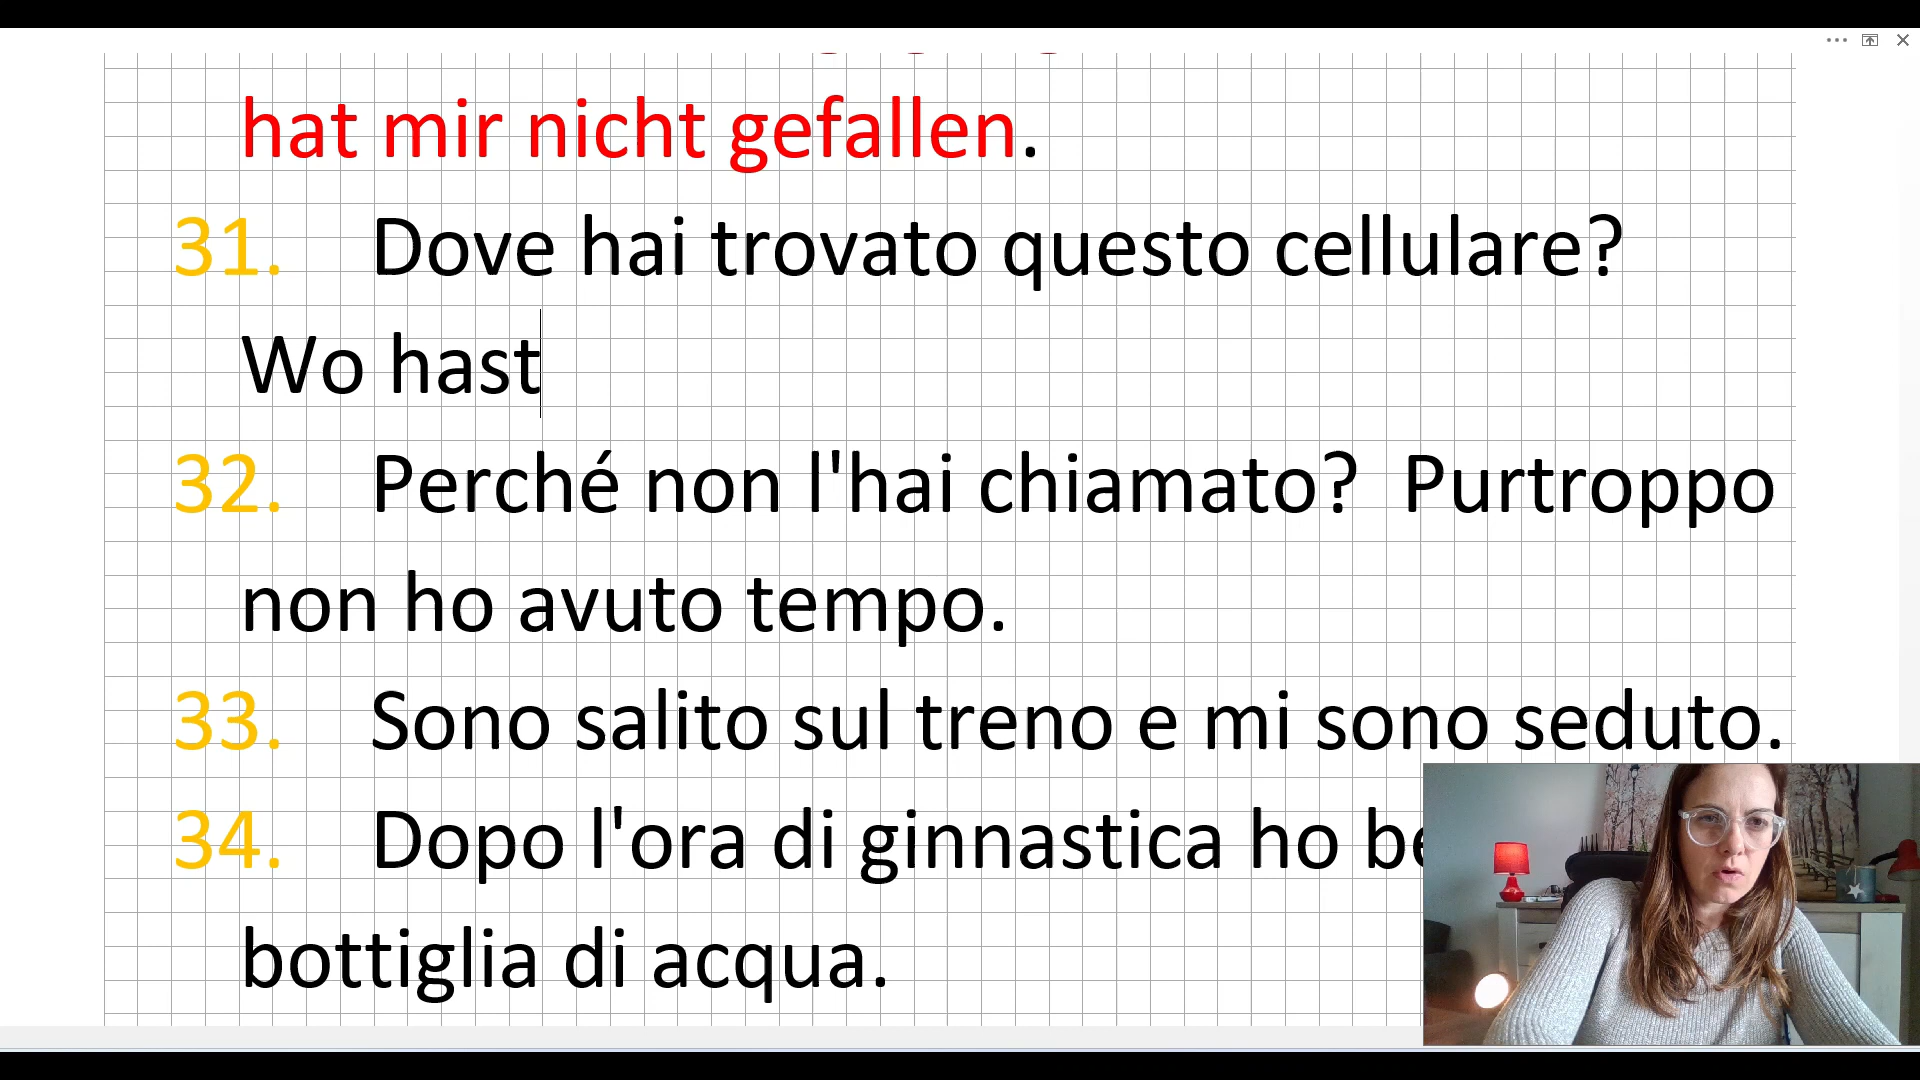 hat mir nicht gefallen.
31. Dove hai trovato questo cellulare?
Wo hast
32. Perché non l'hai chiamato? Purtroppo
non ho avuto tempo.
33. Sono salito sul treno e mi sono seduto.
34. Dopo l'ora di ginnastica ho
bottiglia di acqua.